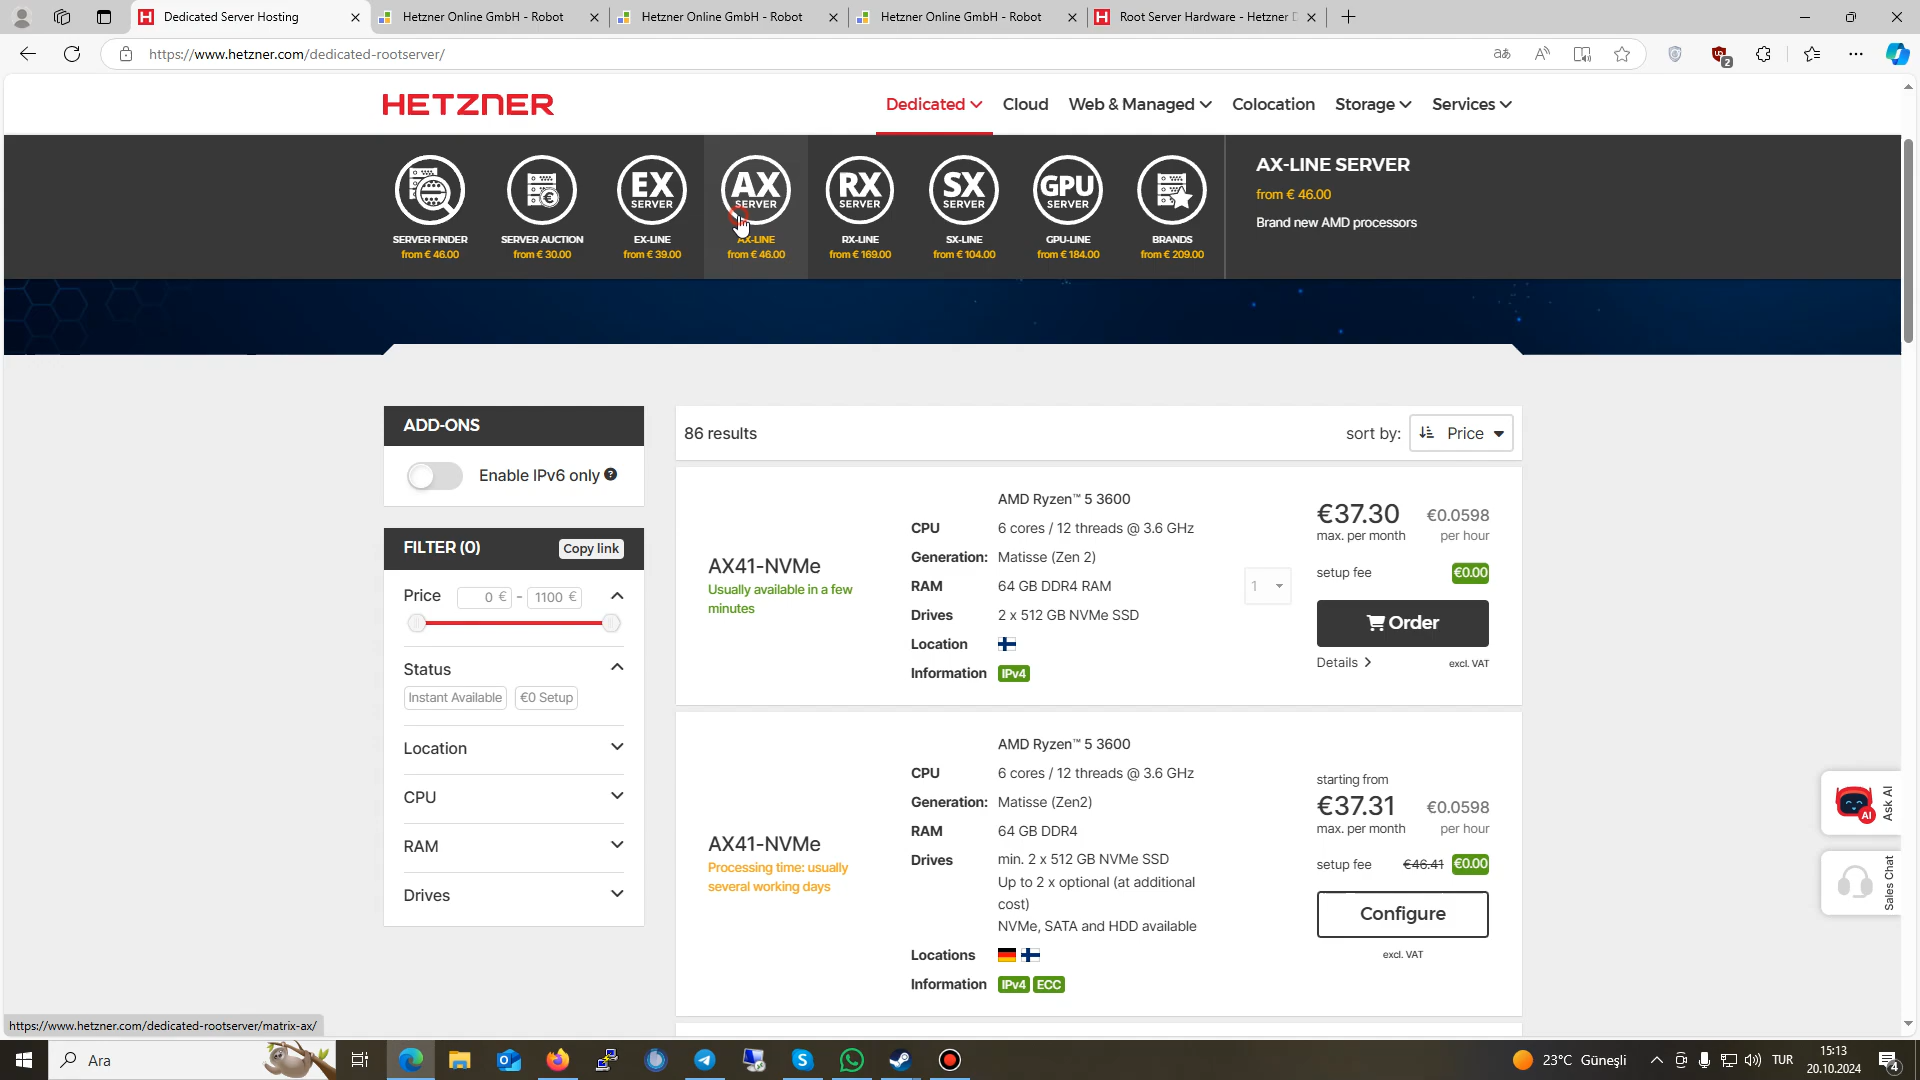 Dedicated Server Hosting
Hetzner Online GmbH - Robot
Hetzner Online GmbH - Robot
Hetzner Online GmbH - Robot
Root Server Hardware - Hetzner D
https://www.hetzner.com/dedicated-rootserver/
aあ
2
HETZNER
Dedicated
Cloud
Web & Managed
Colocation
Storage
Services
EX SERVER
AX SERVER
RX SERVER
SX SERVER
GPU SERVER
SERVER FINDER
from € 46.00
SERVER AUCTION
from € 30.00
EX-LINE
from € 39.00
AX-LINE
from € 46.00
RX-LINE
from € 169.00
SX-LINE
from € 104.00
GPU-LINE
from € 184.00
BRANDS
from € 209.00
AX-LINE SERVER
from € 46.00
Brand new AMD processors
ADD-ONS
Enable IPv6 only
FILTER (0)
Copy link
Price 0 € - 1100 €
Status
Instant Available €0 Setup
Location
CPU
RAM
Drives
86 results
sort by: Price
AX41-NVMe
Usually available in a few
minutes
AMD Ryzen™ 5 3600
CPU 6 cores / 12 threads @ 3.6 GHz
Generation: Matisse (Zen 2)
RAM 64 GB DDR4 RAM
Drives 2 x 512 GB NVMe SSD
Location
Information IPv4
1
€37.30 €0.0598
max. per month per hour
setup fee €0.00
Order
Details excl. VAT
AX41-NVMe
Processing time: usually
several working days
AMD Ryzen™ 5 3600
CPU 6 cores / 12 threads @ 3.6 GHz
Generation: Matisse (Zen2)
RAM 64 GB DDR4
Drives min. 2 x 512 GB NVMe SSD
Up to 2 x optional (at additional
cost)
NVMe, SATA and HDD available
Locations
Information IPv4 ECC
starting from
€37.31 €0.0598
max. per month per hour
setup fee €46.41 €0.00
Configure
excl. VAT
AI
Ask AI
Sales Chat
https://www.hetzner.com/dedicated-rootserver/matrix-ax/
Ara
23°C Güneşli
TUR
15:13
20.10.2024
4